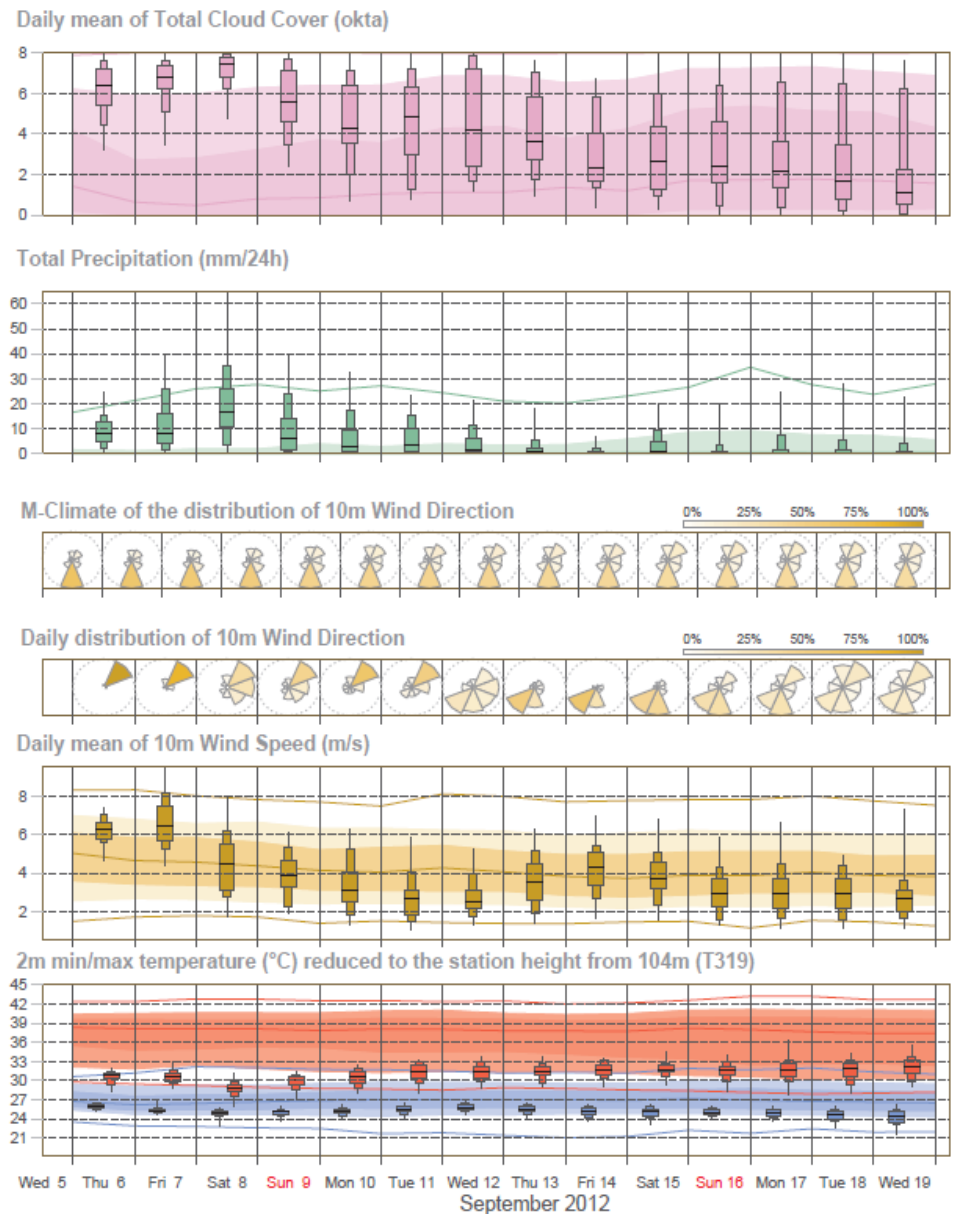 Daily mean of Total Cloud Cover (okta)
8
6
4
2
0
Total Precipitation (mm/24h)
60
50
40
30
20
10
0
M-Climate of the distribution of 10m Wind Direction
0% 25% 50% 75% 100%
Daily distribution of 10m Wind Direction
0% 25% 50% 75% 100%
Daily mean of 10m Wind Speed (m/s)
8
6
4
2
2m min/max temperature (°C) reduced to the station height from 104m (T319)
45
42
39
36
33
30
27
24
21
Wed 5 Thu 6 Fri 7 Sat 8 Sun 9 Mon 10 Tue 11 Wed 12 Thu 13 Fri 14 Sat 15 Sun 16 Mon 17 Tue 18 Wed 19
September 2012